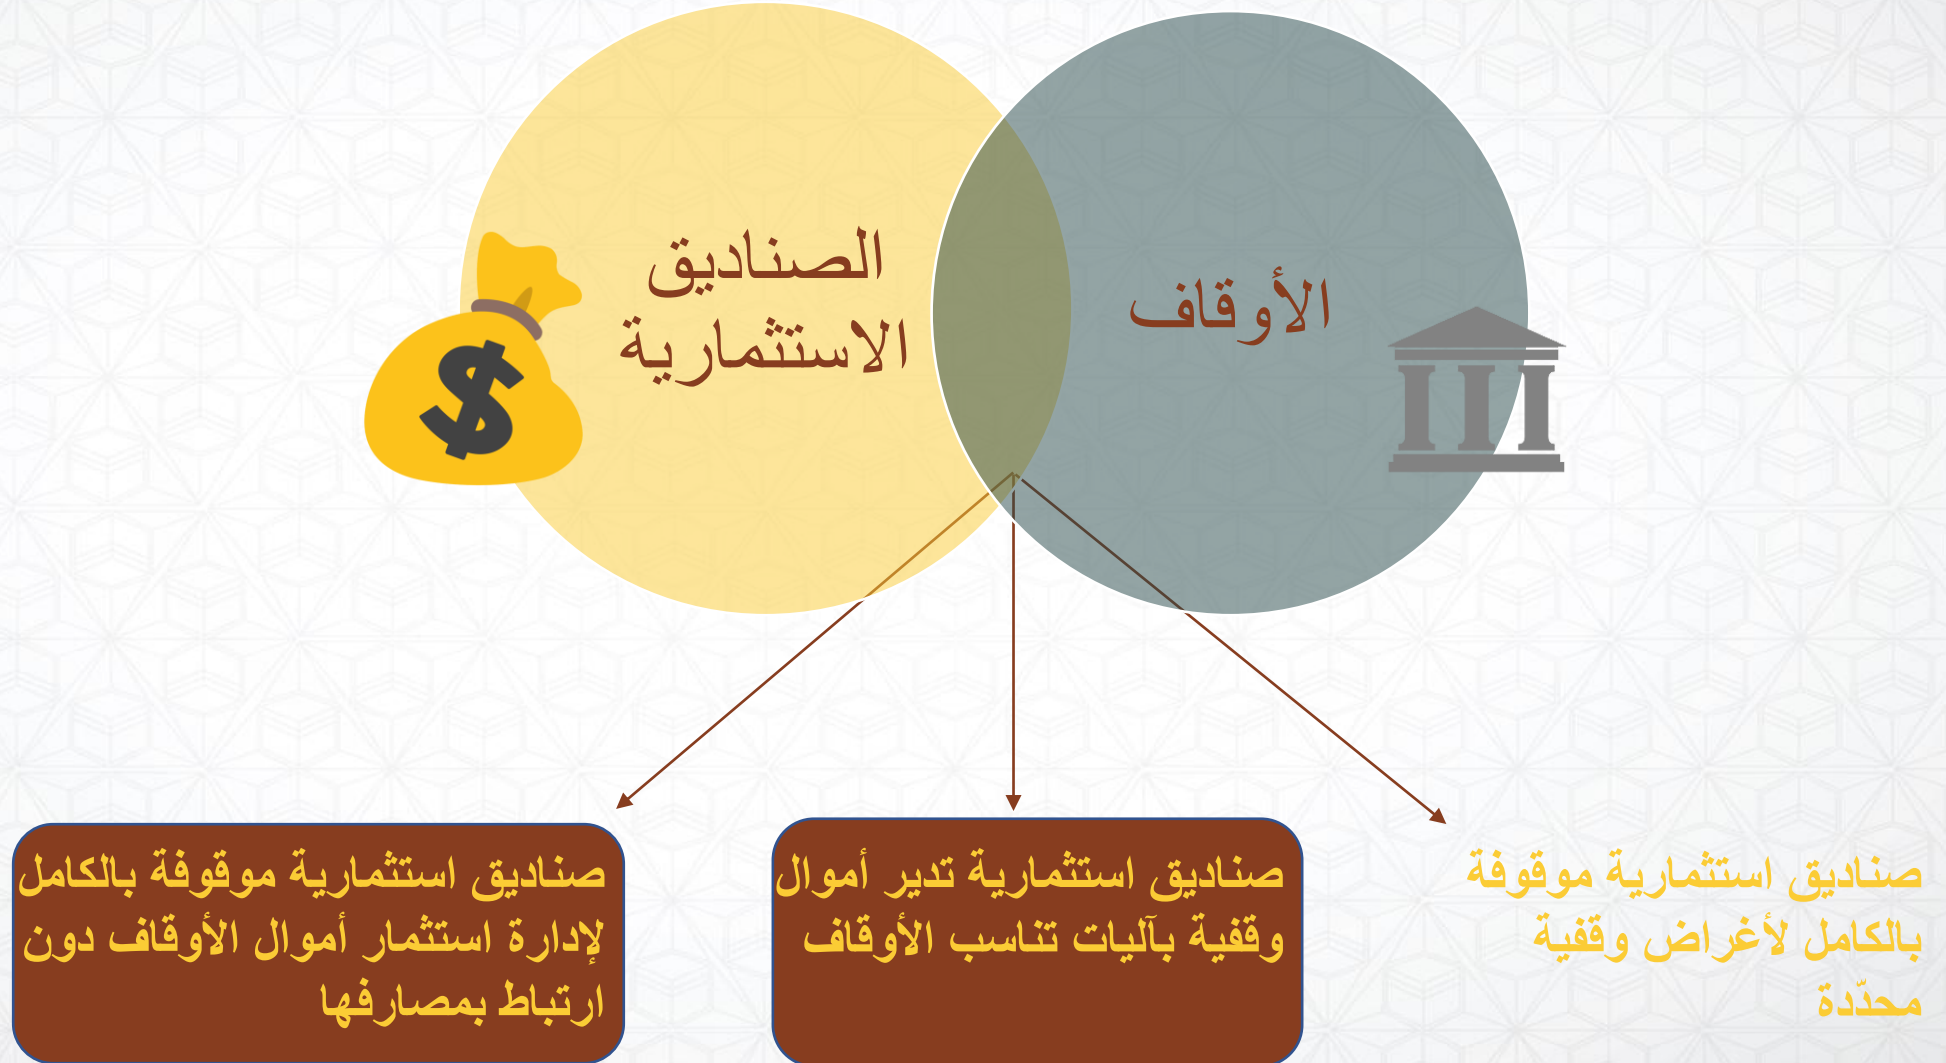 الأوقاف
الصناديق
الاستثمارية
صناديق استثمارية موقوفة
بالكامل لأغراض وقفية
محدّدة
صناديق استثمارية تدير أموال
وقفية بآليات تناسب الأوقاف
صناديق استثمارية موقوفة بالكامل
لإدارة استثمار أموال الأوقاف دون
ارتباط بمصارفها